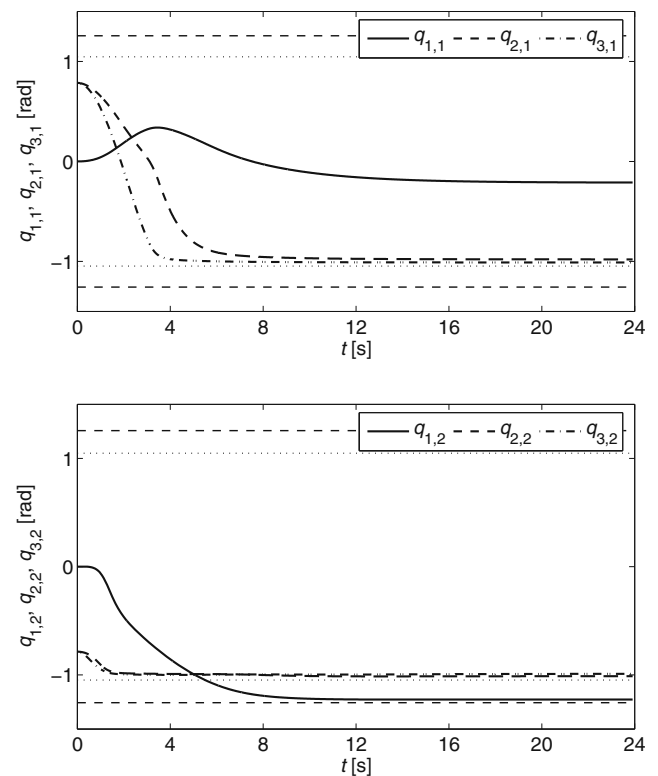 q1,1 q2,1 q3,1
1
0
−1
q1,1, q2,1, q3,1 [rad]
0 4 8 12 16 20 24
t [s]
q1,2 q2,2 q3,2
1
0
−1
q1,2, q2,2, q3,2 [rad]
0 4 8 12 16 20 24
t [s]